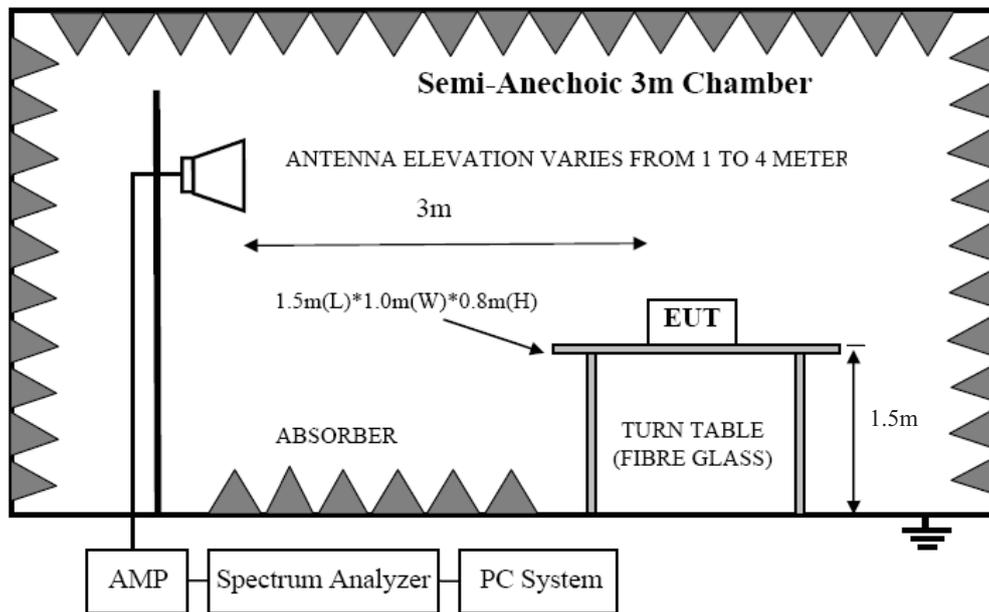 Semi-Anechoic 3m Chamber
ANTENNA ELEVATION VARIES FROM 1 TO 4 METER
3m
1.5m(L)*1.0m(W)*0.8m(H)
EUT
ABSORBER
TURN TABLE
(FIBRE GLASS)
1.5m
AMP
Spectrum Analyzer
PC System